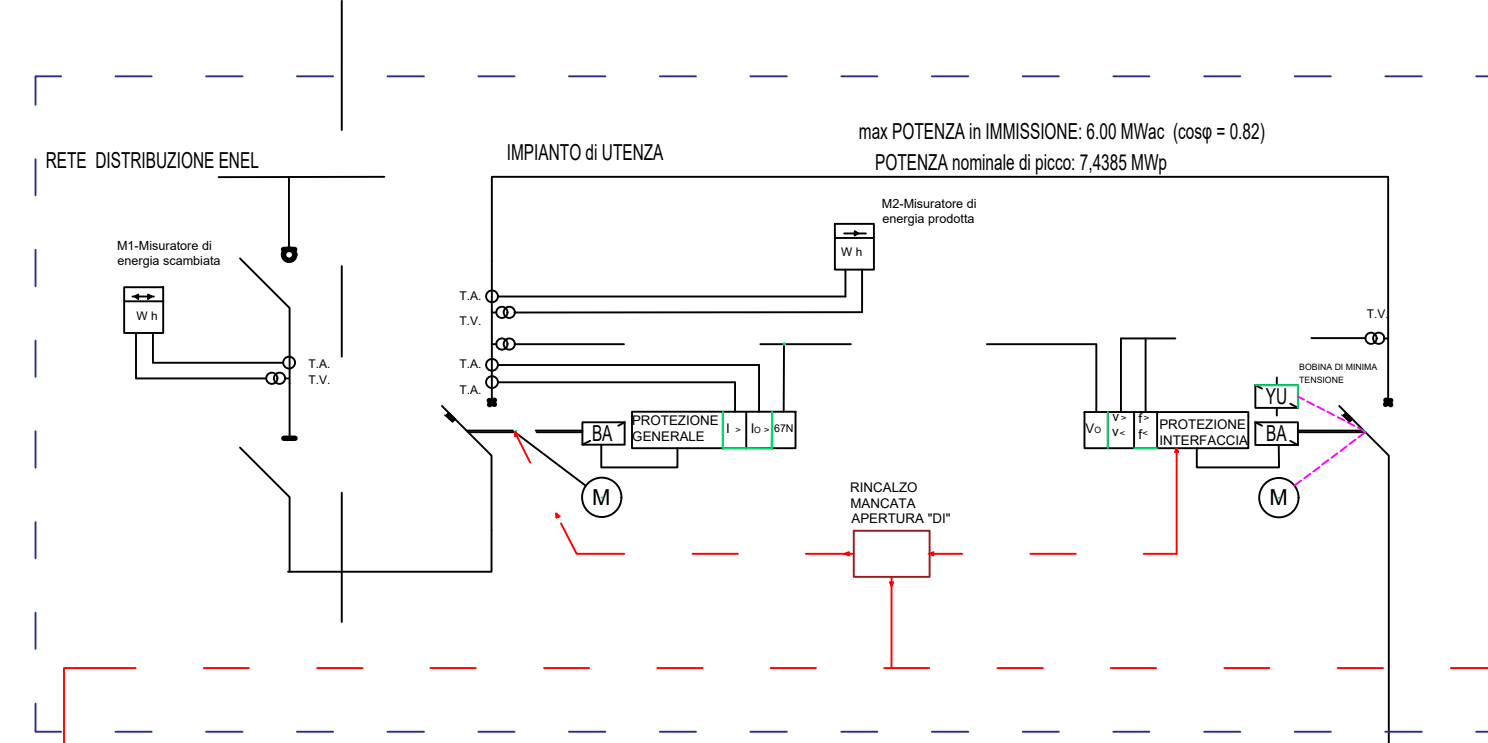 max POTENZA in IMMISSIONE: 6.00 MWac (cosφ = 0.82)
RETE DISTRIBUZIONE ENEL
IMPIANTO di UTENZA
POTENZA nominale di picco: 7,4385 MWp
M2-Misuratore di
energia prodotta
M1-Misuratore di
energia scambiata
W h
W h
T.A.
T.V.
T.V.
T.A.
T.V.
T.A.
T.A.
BOBINA DI MINIMA
TENSIONE
YU
BA
PROTEZIONE
GENERALE
I >
Io >
67N
Vo
v>
v<
f>
f<
PROTEZIONE
INTERFACCIA
BA
M
M
RINCALZO
MANCATA
APERTURA "DI"